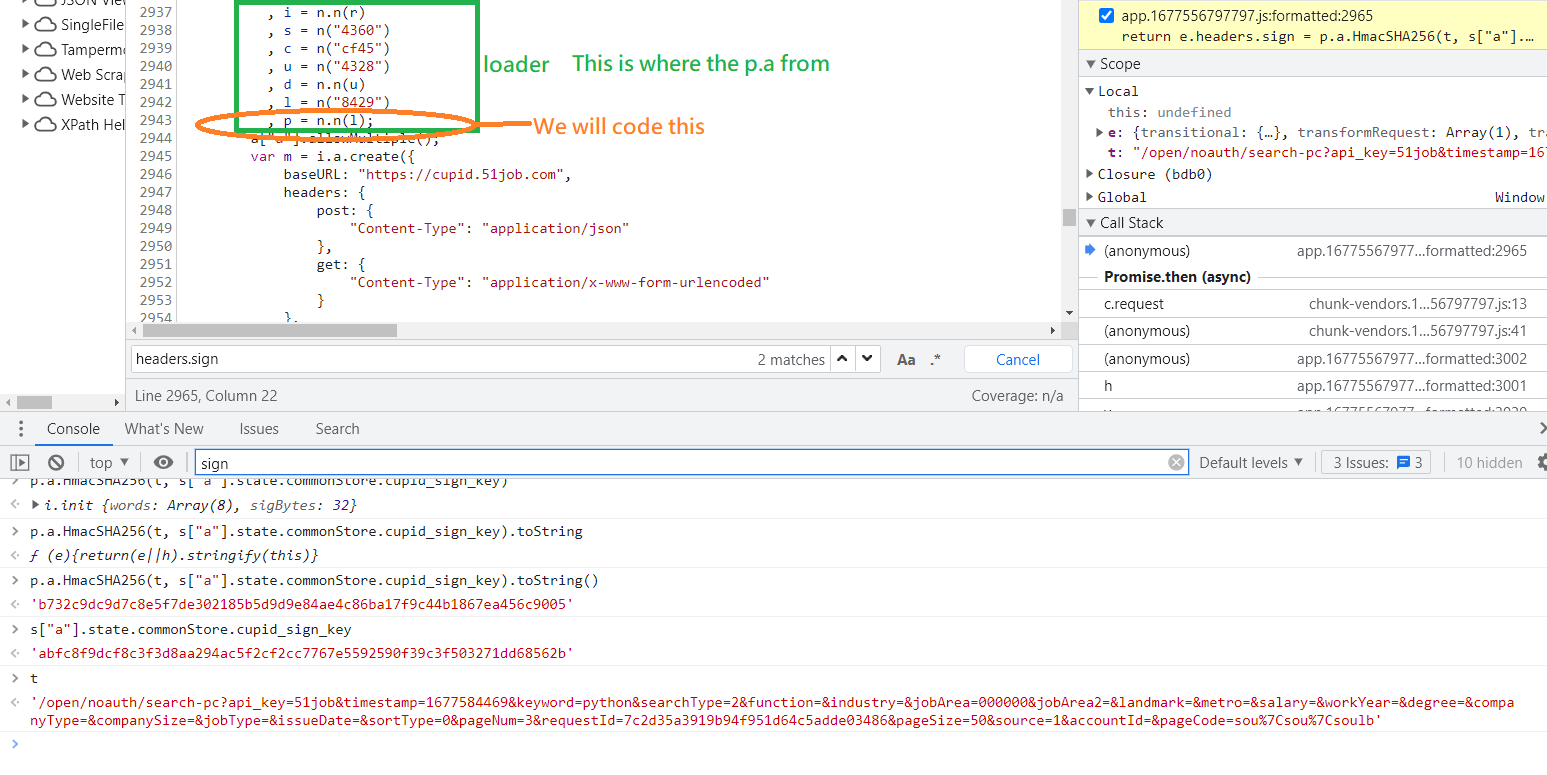 JSON View
SingleFile
Tamperme
Web Scrap
Website T
XPath Hel
2937 , i = n.n(r)
2938 , s = n("4360")
2939 , c = n("cf45")
2940 , u = n("4328")
2941 , d = n.n(u)
2942 , l = n("8429")
2943 , p = n.n(l);
2944 a["a"].allowMultiple();
2945 var m = i.a.create({
2946 baseURL: "https://cupid.51job.com",
2947 headers: {
2948 post: {
2949 "Content-Type": "application/json"
2950 },
2951 get: {
2952 "Content-Type": "application/x-www-form-urlencoded"
2953 }
2954 },
loader This is where the p.a from
We will code this
headers.sign
2 matches
Aa .*
Cancel
Line 2965, Column 22
Coverage: n/a
app.1677556797797.js:formatted:2965
return e.headers.sign = p.a.HmacSHA256(t, s["a"]....
Scope
Local
this: undefined
e: {transitional: {…}, transformRequest: Array(1), tra
t: "/open/noauth/search-pc?api_key=51job&timestamp=167
Closure (bdb0)
Global Window
Call Stack
(anonymous) app.16775567977...formatted:2965
Promise.then (async)
c.request chunk-vendors.1...56797797.js:13
(anonymous) chunk-vendors.1...56797797.js:41
(anonymous) app.16775567977...formatted:3002
h app.16775567977...formatted:3001
Console What's New Issues Search
top
sign
Default levels
3 Issues: 3
10 hidden
p.a.HmacSHA256(t, s["a"].state.commonStore.cupid_sign_key)
i.init {words: Array(8), sigBytes: 32}
p.a.HmacSHA256(t, s["a"].state.commonStore.cupid_sign_key).toString
ƒ (e){return(e||h).stringify(this)}
p.a.HmacSHA256(t, s["a"].state.commonStore.cupid_sign_key).toString()
'b732c9dc9d7c8e5f7de302185b5d9d9e84ae4c86ba17f9c44b1867ea456c9005'
s["a"].state.commonStore.cupid_sign_key
'abfc8f9dcf8c3f3d8aa294ac5f2cf2cc7767e5592590f39c3f503271dd68562b'
t
'/open/noauth/search-pc?api_key=51job&timestamp=1677584469&keyword=python&searchType=2&function=&industry=&jobArea=000000&jobArea2=&landmark=&metro=&salary=&workYear=&degree=&compa
nyType=&companySize=&jobType=&issueDate=&sortType=0&pageNum=3&requestId=7c2d35a3919b94f951d64c5adde03486&pageSize=50&source=1&accountId=&pageCode=sou%7Csou%7Csoulb'